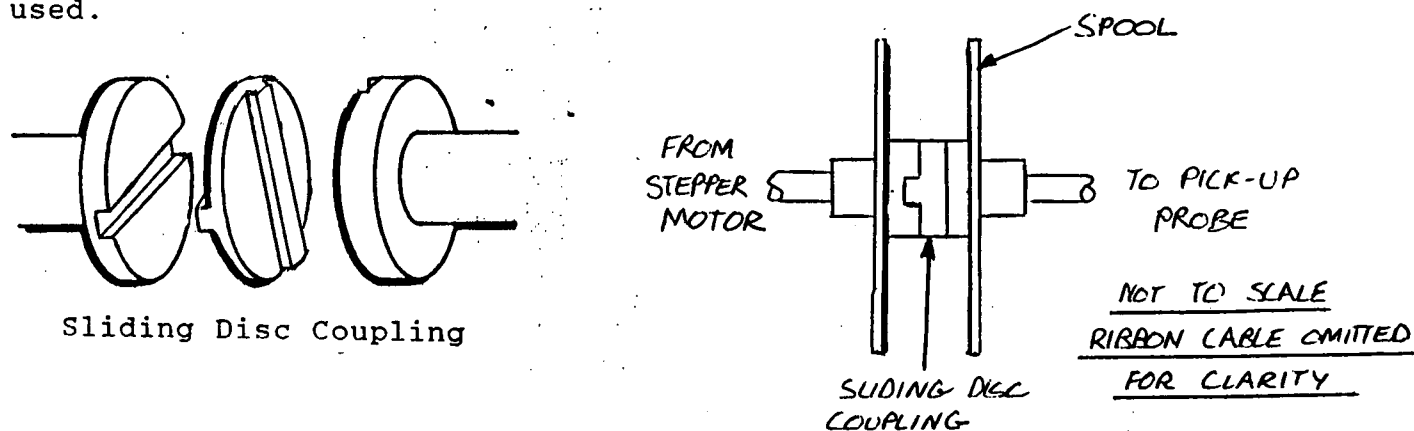 used.
Sliding Disc Coupling
SPOOL
FROM
STEPPER
MOTOR
TO PICK-UP
PROBE
NOT TO SCALE
RIBBON CABLE OMITTED
FOR CLARITY
SLIDING DISC
COUPLING